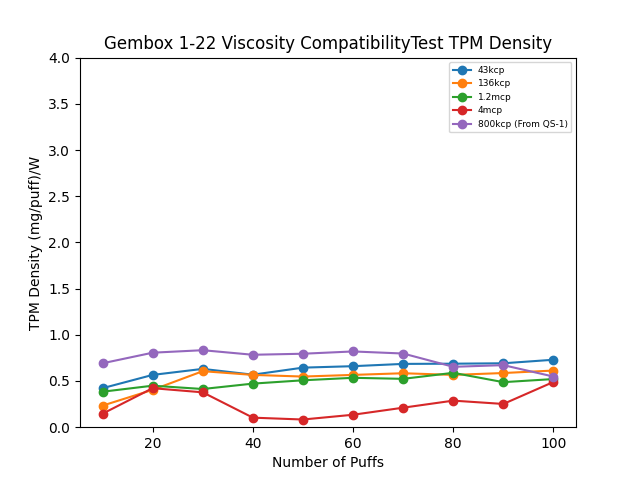 Gembox 1-22 Viscosity CompatibilityTest TPM Density
4.0
3.5
3.0
2.5
2.0
1.5
1.0
0.5
0.0
TPM Density (mg/puff)/W
43kcp
136kcp
1.2mcp
4mcp
800kcp (From QS-1)
20
40
60
80
100
Number of Puffs